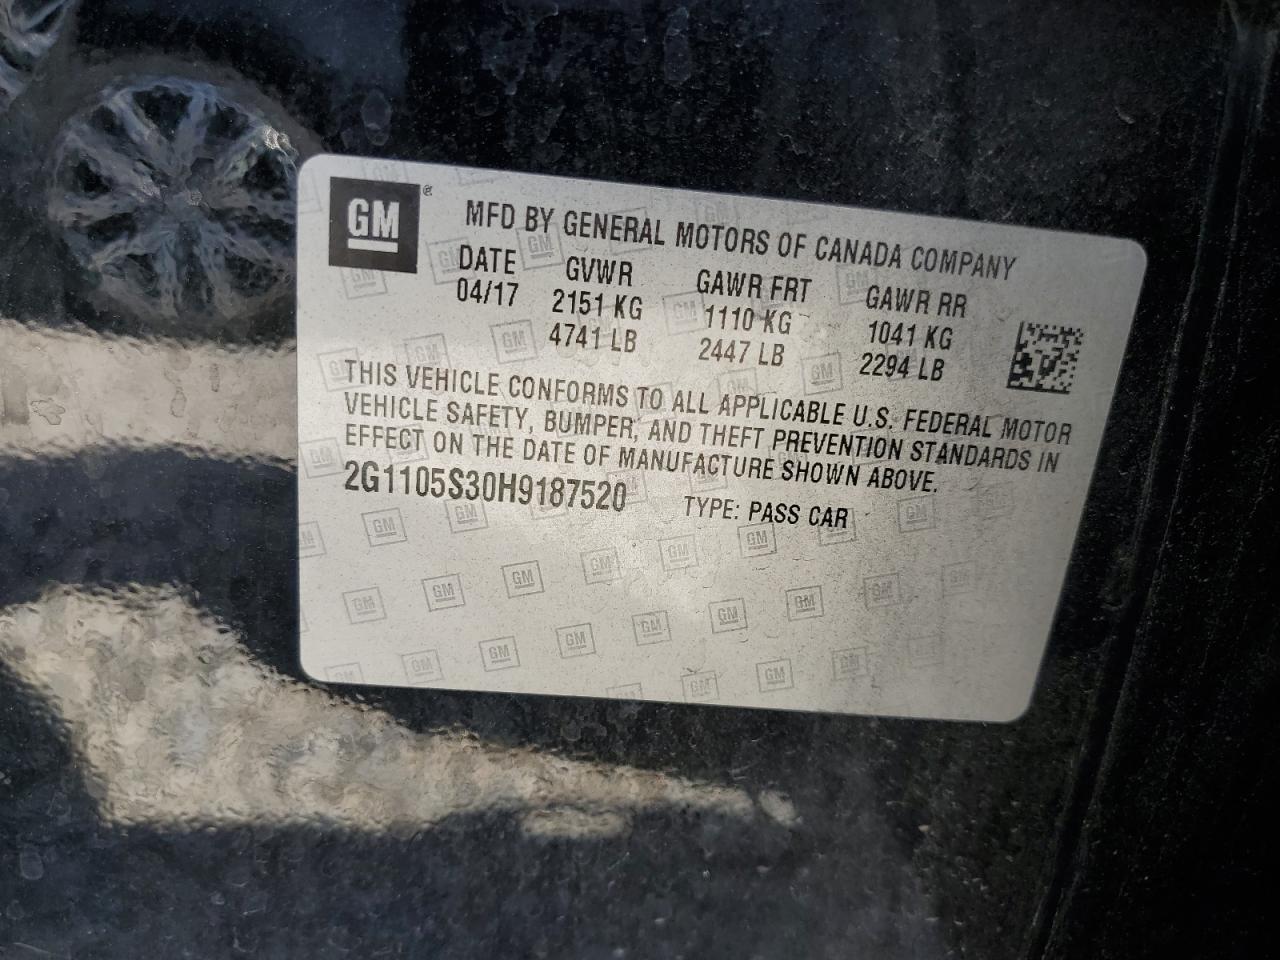 GM ®
MFD BY GENERAL MOTORS OF CANADA COMPANY
DATE GVWR GAWR FRT GAWR RR
04/17 2151 KG 1110 KG 1041 KG
4741 LB 2447 LB 2294 LB
THIS VEHICLE CONFORMS TO ALL APPLICABLE U.S. FEDERAL MOTOR
VEHICLE SAFETY, BUMPER, AND THEFT PREVENTION STANDARDS IN
EFFECT ON THE DATE OF MANUFACTURE SHOWN ABOVE.
2G1105S30H9187520 TYPE: PASS CAR